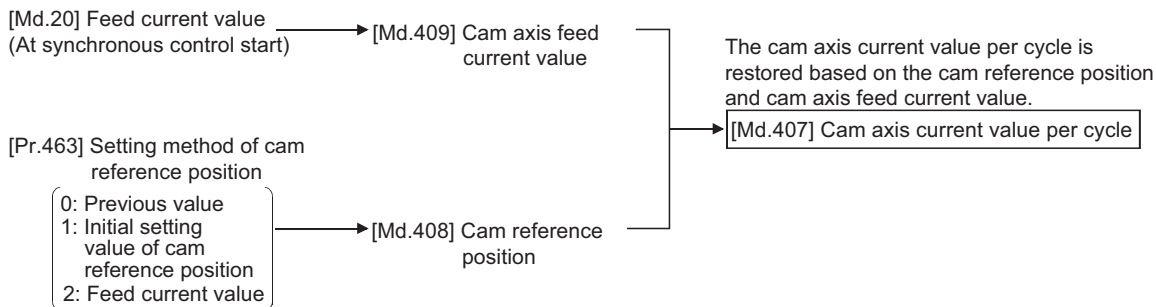 [Md.20] Feed current value
(At synchronous control start)
[Md.409] Cam axis feed
current value
The cam axis current value per cycle is
restored based on the cam reference position
and cam axis feed current value.
[Md.407] Cam axis current value per cycle
[Pr.463] Setting method of cam
reference position
0: Previous value
1: Initial setting
value of cam
reference position
2: Feed current value
[Md.408] Cam reference
position